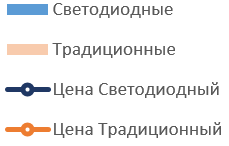 Светодиодные
Традиционные
Цена Светодиодный
Цена Традиционный